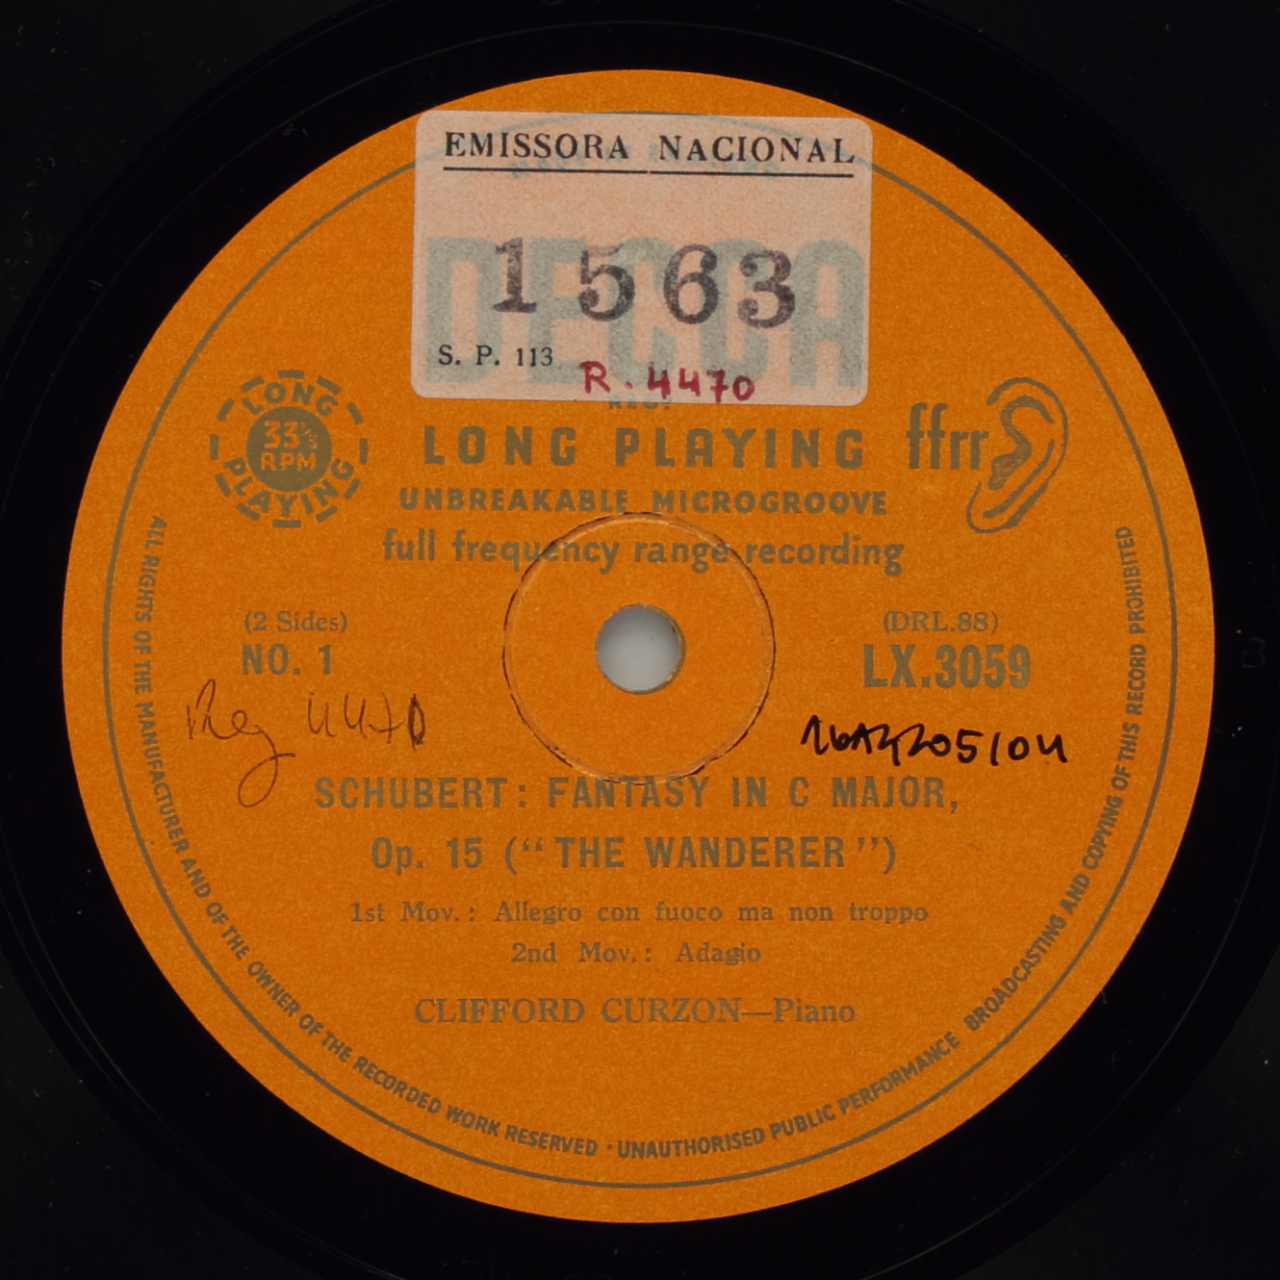 EMISSORA NACIONAL
DECCA
1563
S. P. 113
R. 4470
REGD.
LONG PLAYING
33⅓ RPM
LONG PLAYING
ffrr
UNBREAKABLE MICROGROOVE
full frequency range recording
(2 Sides)
NO. 1
(DRL.88)
LX.3059
Reg 4470
SCHUBERT: FANTASY IN C MAJOR,
Op. 15 (“THE WANDERER”)
1st Mov.: Allegro con fuoco ma non troppo
2nd Mov.: Adagio
CLIFFORD CURZON—Piano
ALL RIGHTS OF THE MANUFACTURER AND OF THE OWNER OF THE RECORDED WORK RESERVED · UNAUTHORISED PUBLIC PERFORMANCE BROADCASTING AND COPYING OF THIS RECORD PROHIBITED